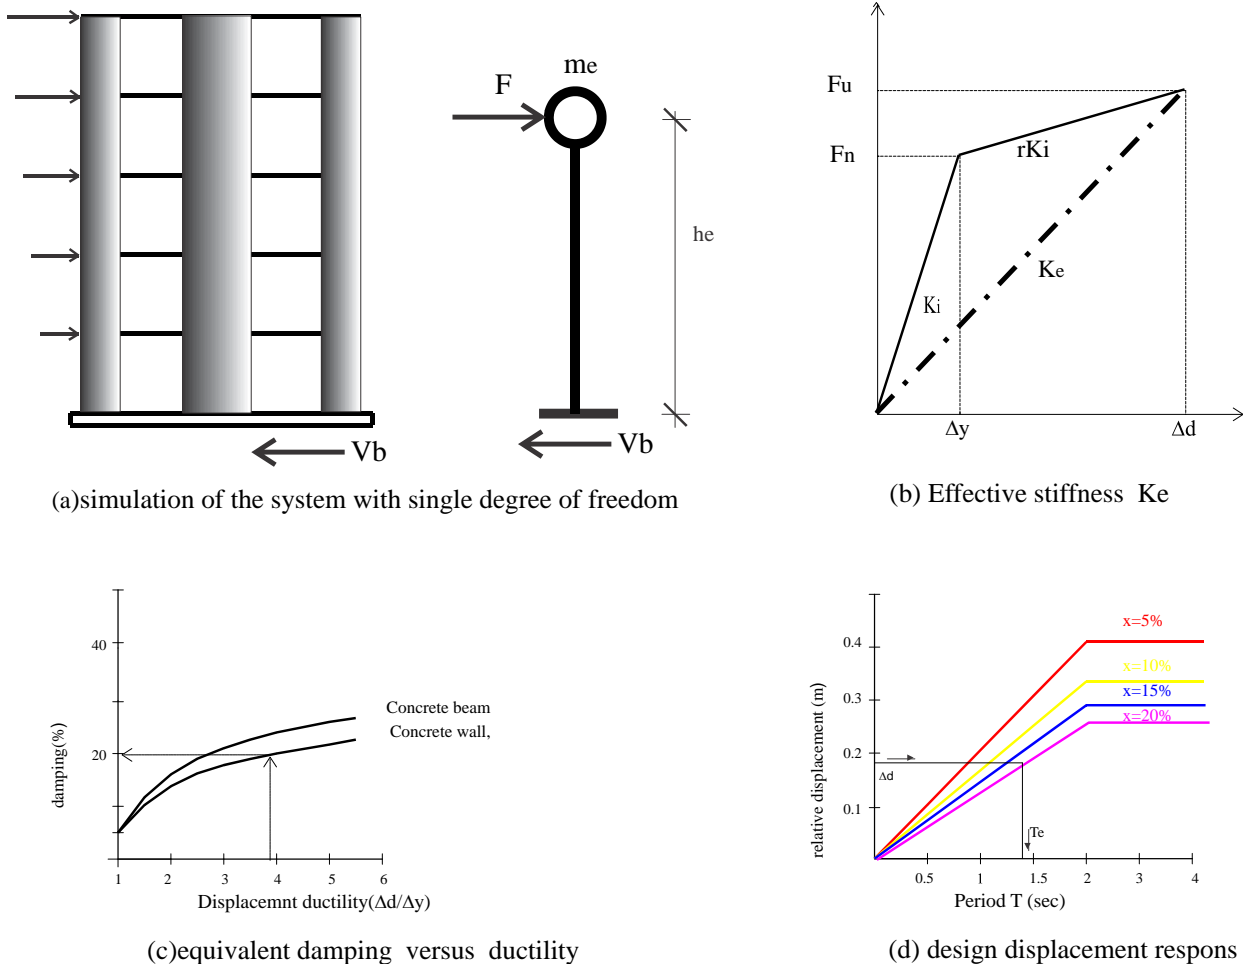 me
F
he
Vb
Vb
(a)simulation of the system with single degree of freedom
Fu
Fn
rKi
Ke
Ki
Δy
Δd
(b) Effective stiffness Ke
40
20
damping(%)
Concrete beam
Concrete wall,
1 2 3 4 5 6
Displacemnt ductility(Δd/Δy)
(c)equivalent damping versus ductility
relative displacement (m)
0.4
0.3
0.2
0.1
x=5%
x=10%
x=15%
x=20%
Δd
Te
0.5 1 1.5 2 3 4
Period T (sec)
(d) design displacement respons